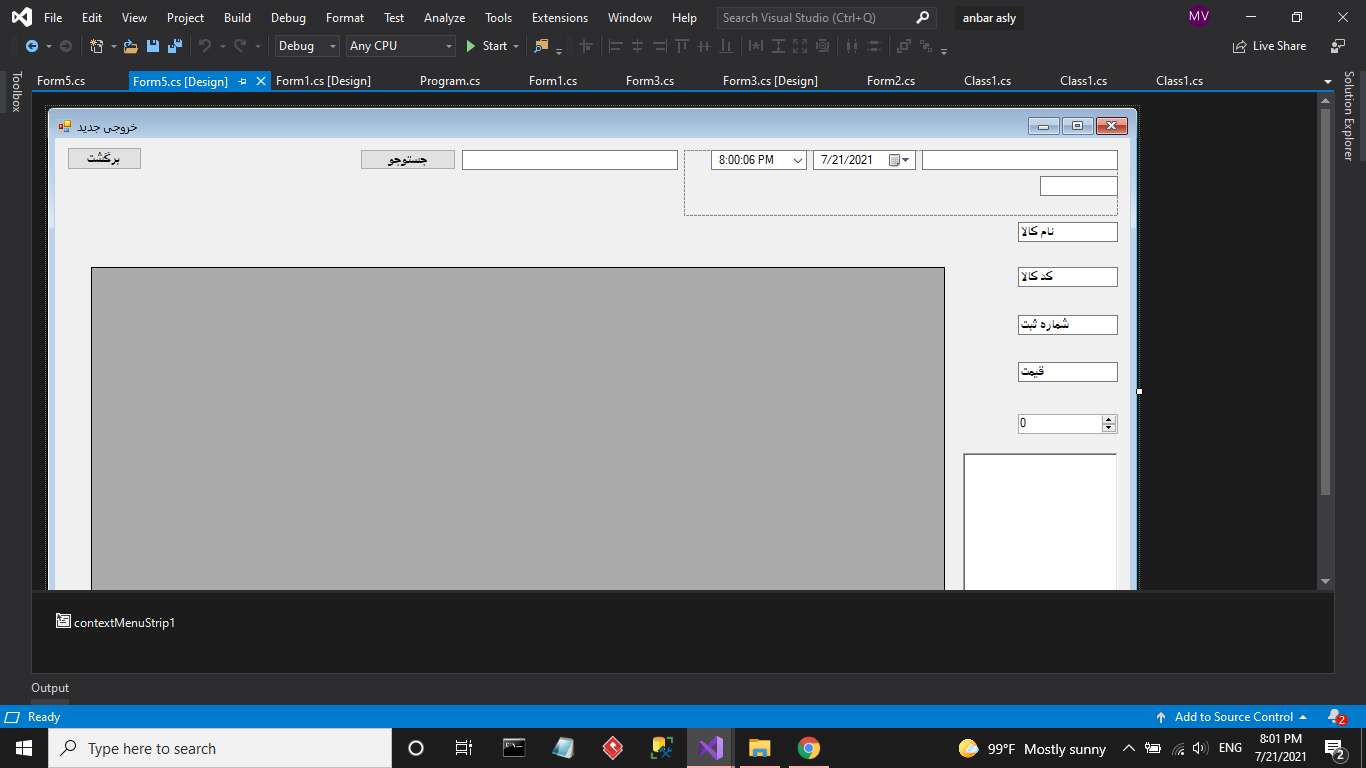 File Edit View Project Build Debug Format Test Analyze Tools Extensions Window Help Search Visual Studio (Ctrl+Q) anbar asly MV
Debug Any CPU Start Live Share
Toolbox
Form5.cs Form5.cs [Design] Form1.cs [Design] Program.cs Form1.cs Form3.cs Form3.cs [Design] Form2.cs Class1.cs Class1.cs Class1.cs
Solution Explorer
خروجی جدید
برگشت جستوجو 8:00:06 PM 7/21/2021
نام کالا
کد کالا
شماره ثبت
قیمت
0
contextMenuStrip1
Output
Ready Add to Source Control 2
Type here to search 99°F Mostly sunny ENG 8:01 PM
7/21/2021 2